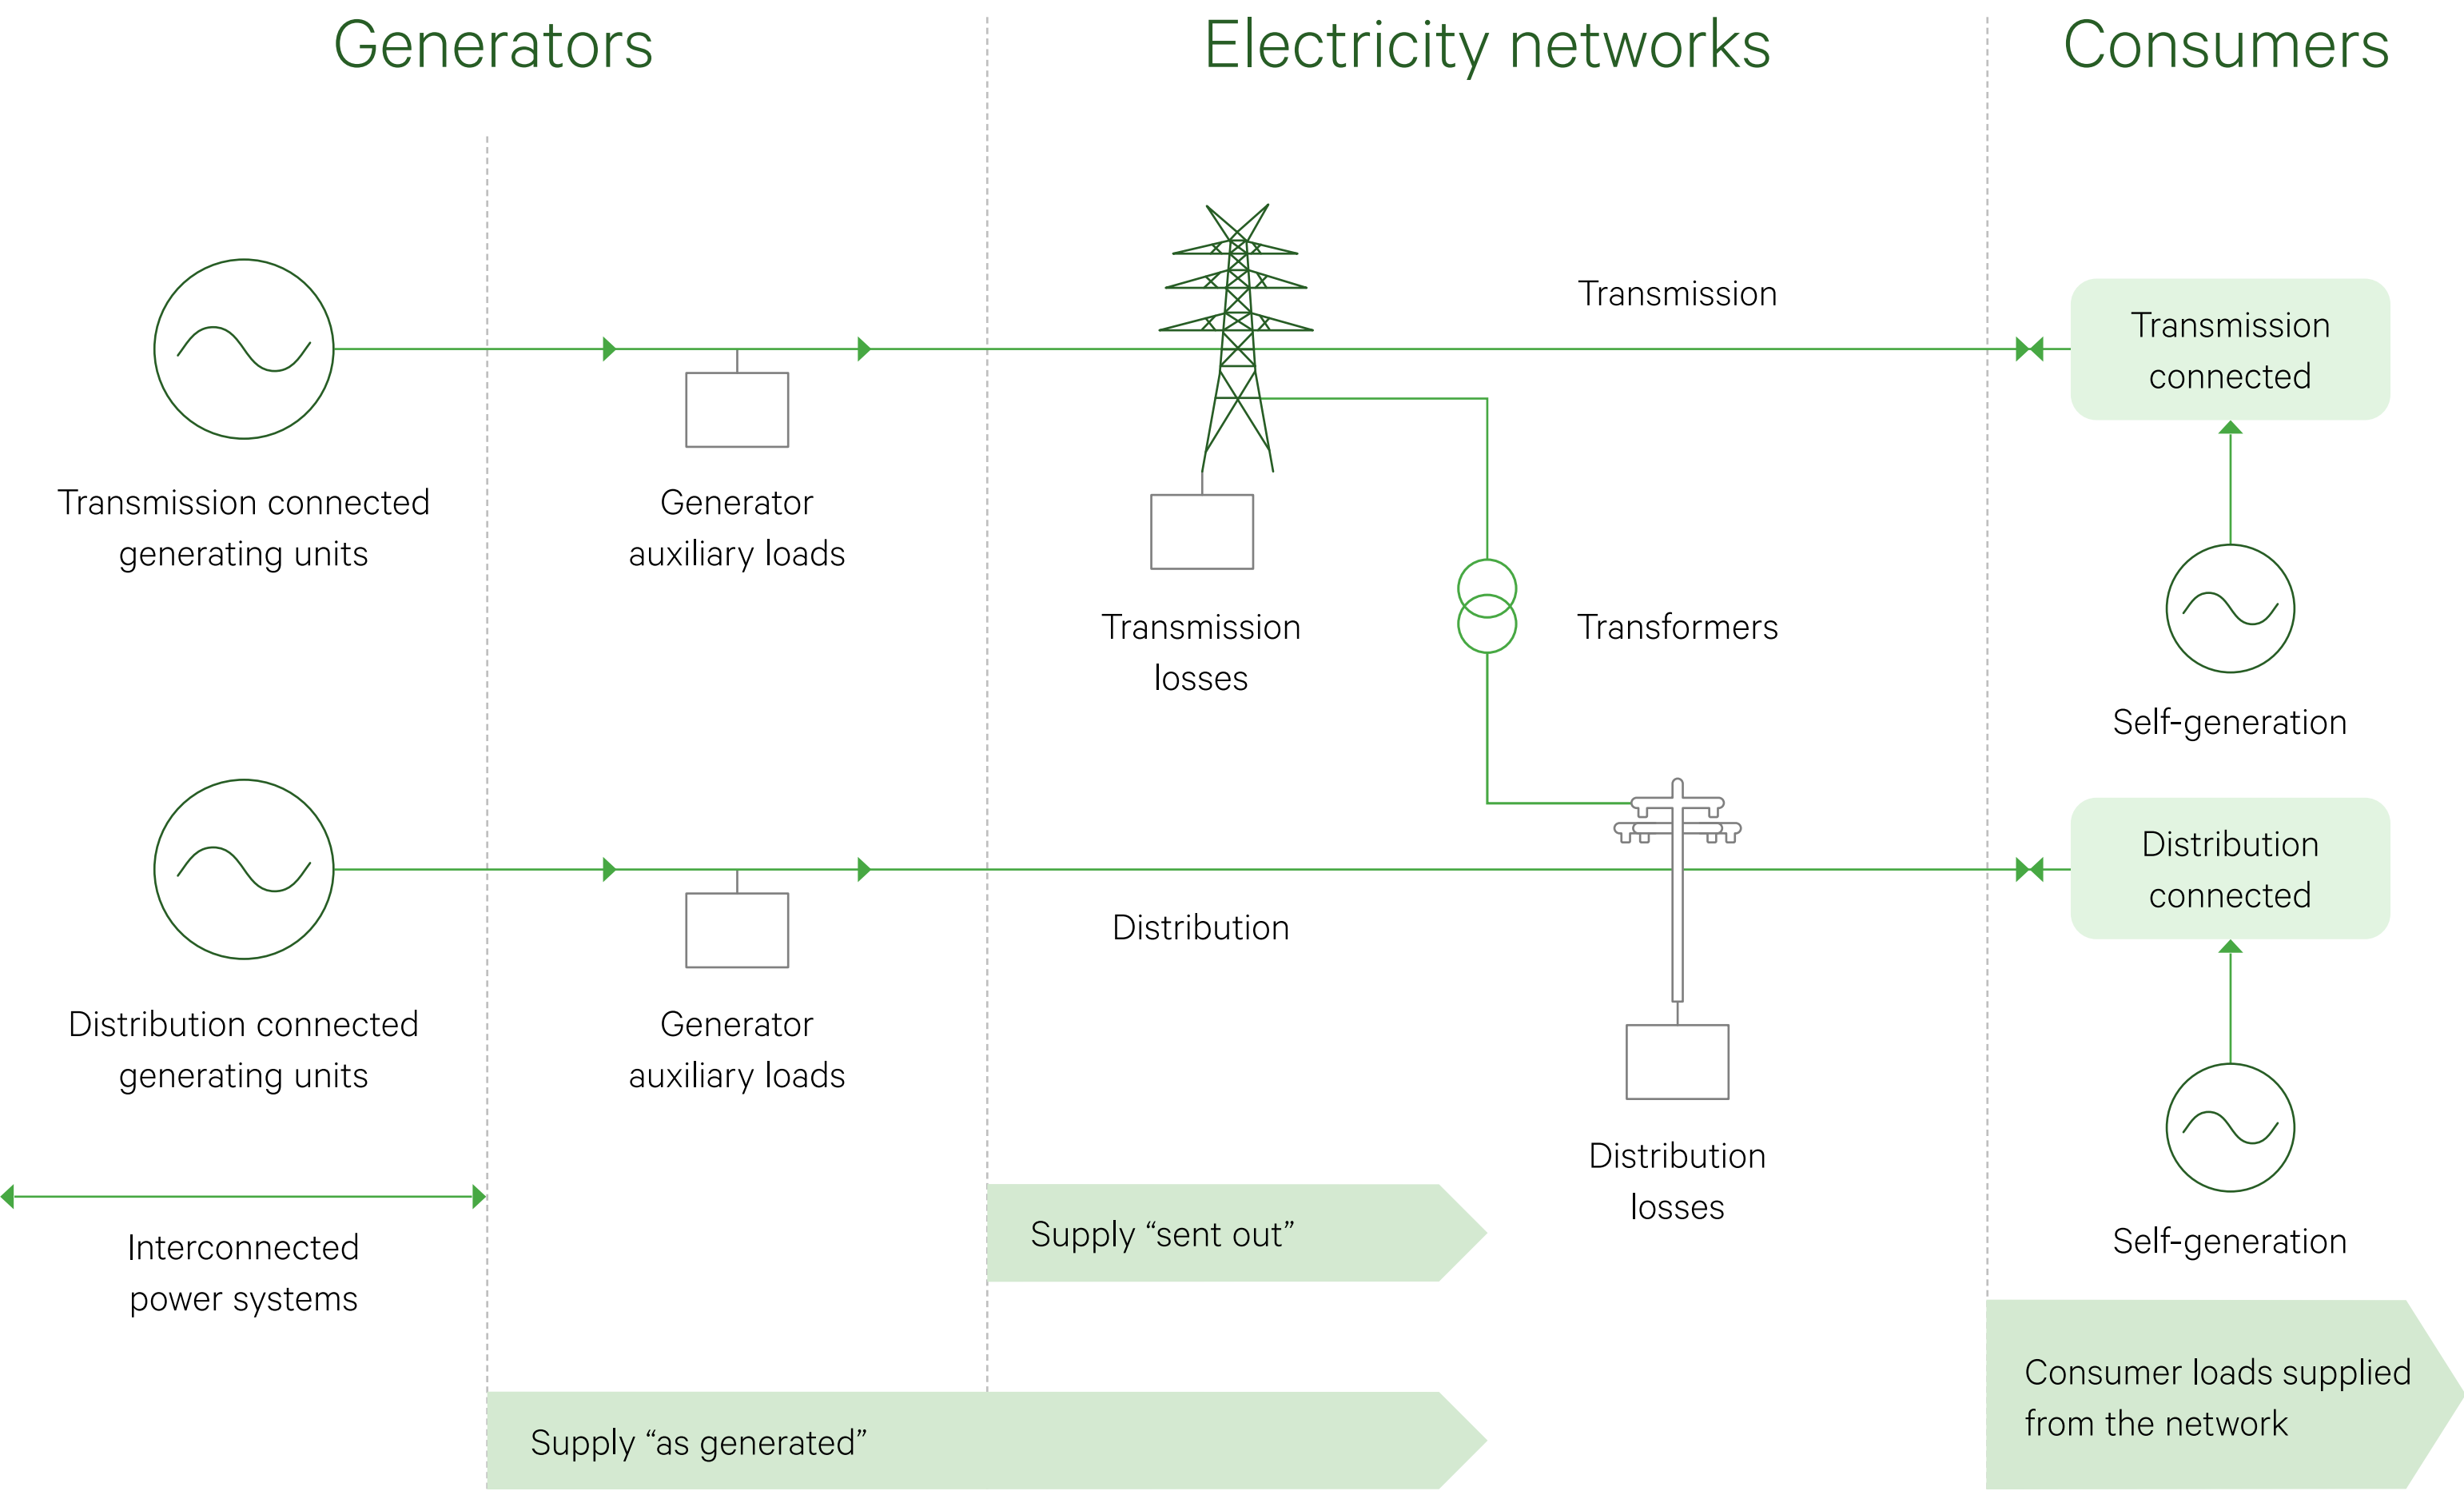 Generators
Electricity networks
Consumers
Transmission
Transmission
connected
Transmission connected
generating units
Generator
auxiliary loads
Transmission
losses
Transformers
Self-generation
Distribution
connected
Distribution
Distribution connected
generating units
Generator
auxiliary loads
Distribution
losses
Self-generation
Interconnected
power systems
Supply “sent out”
Consumer loads supplied
from the network
Supply “as generated”